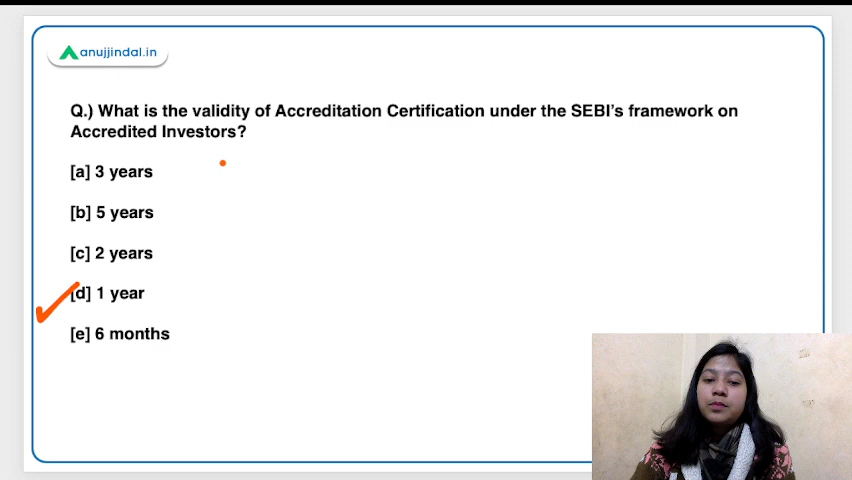 anujjindal.in
Q.) What is the validity of Accreditation Certification under the SEBI's framework on
Accredited Investors?
[a] 3 years
[b] 5 years
[c] 2 years
[d] 1 year
[e] 6 months